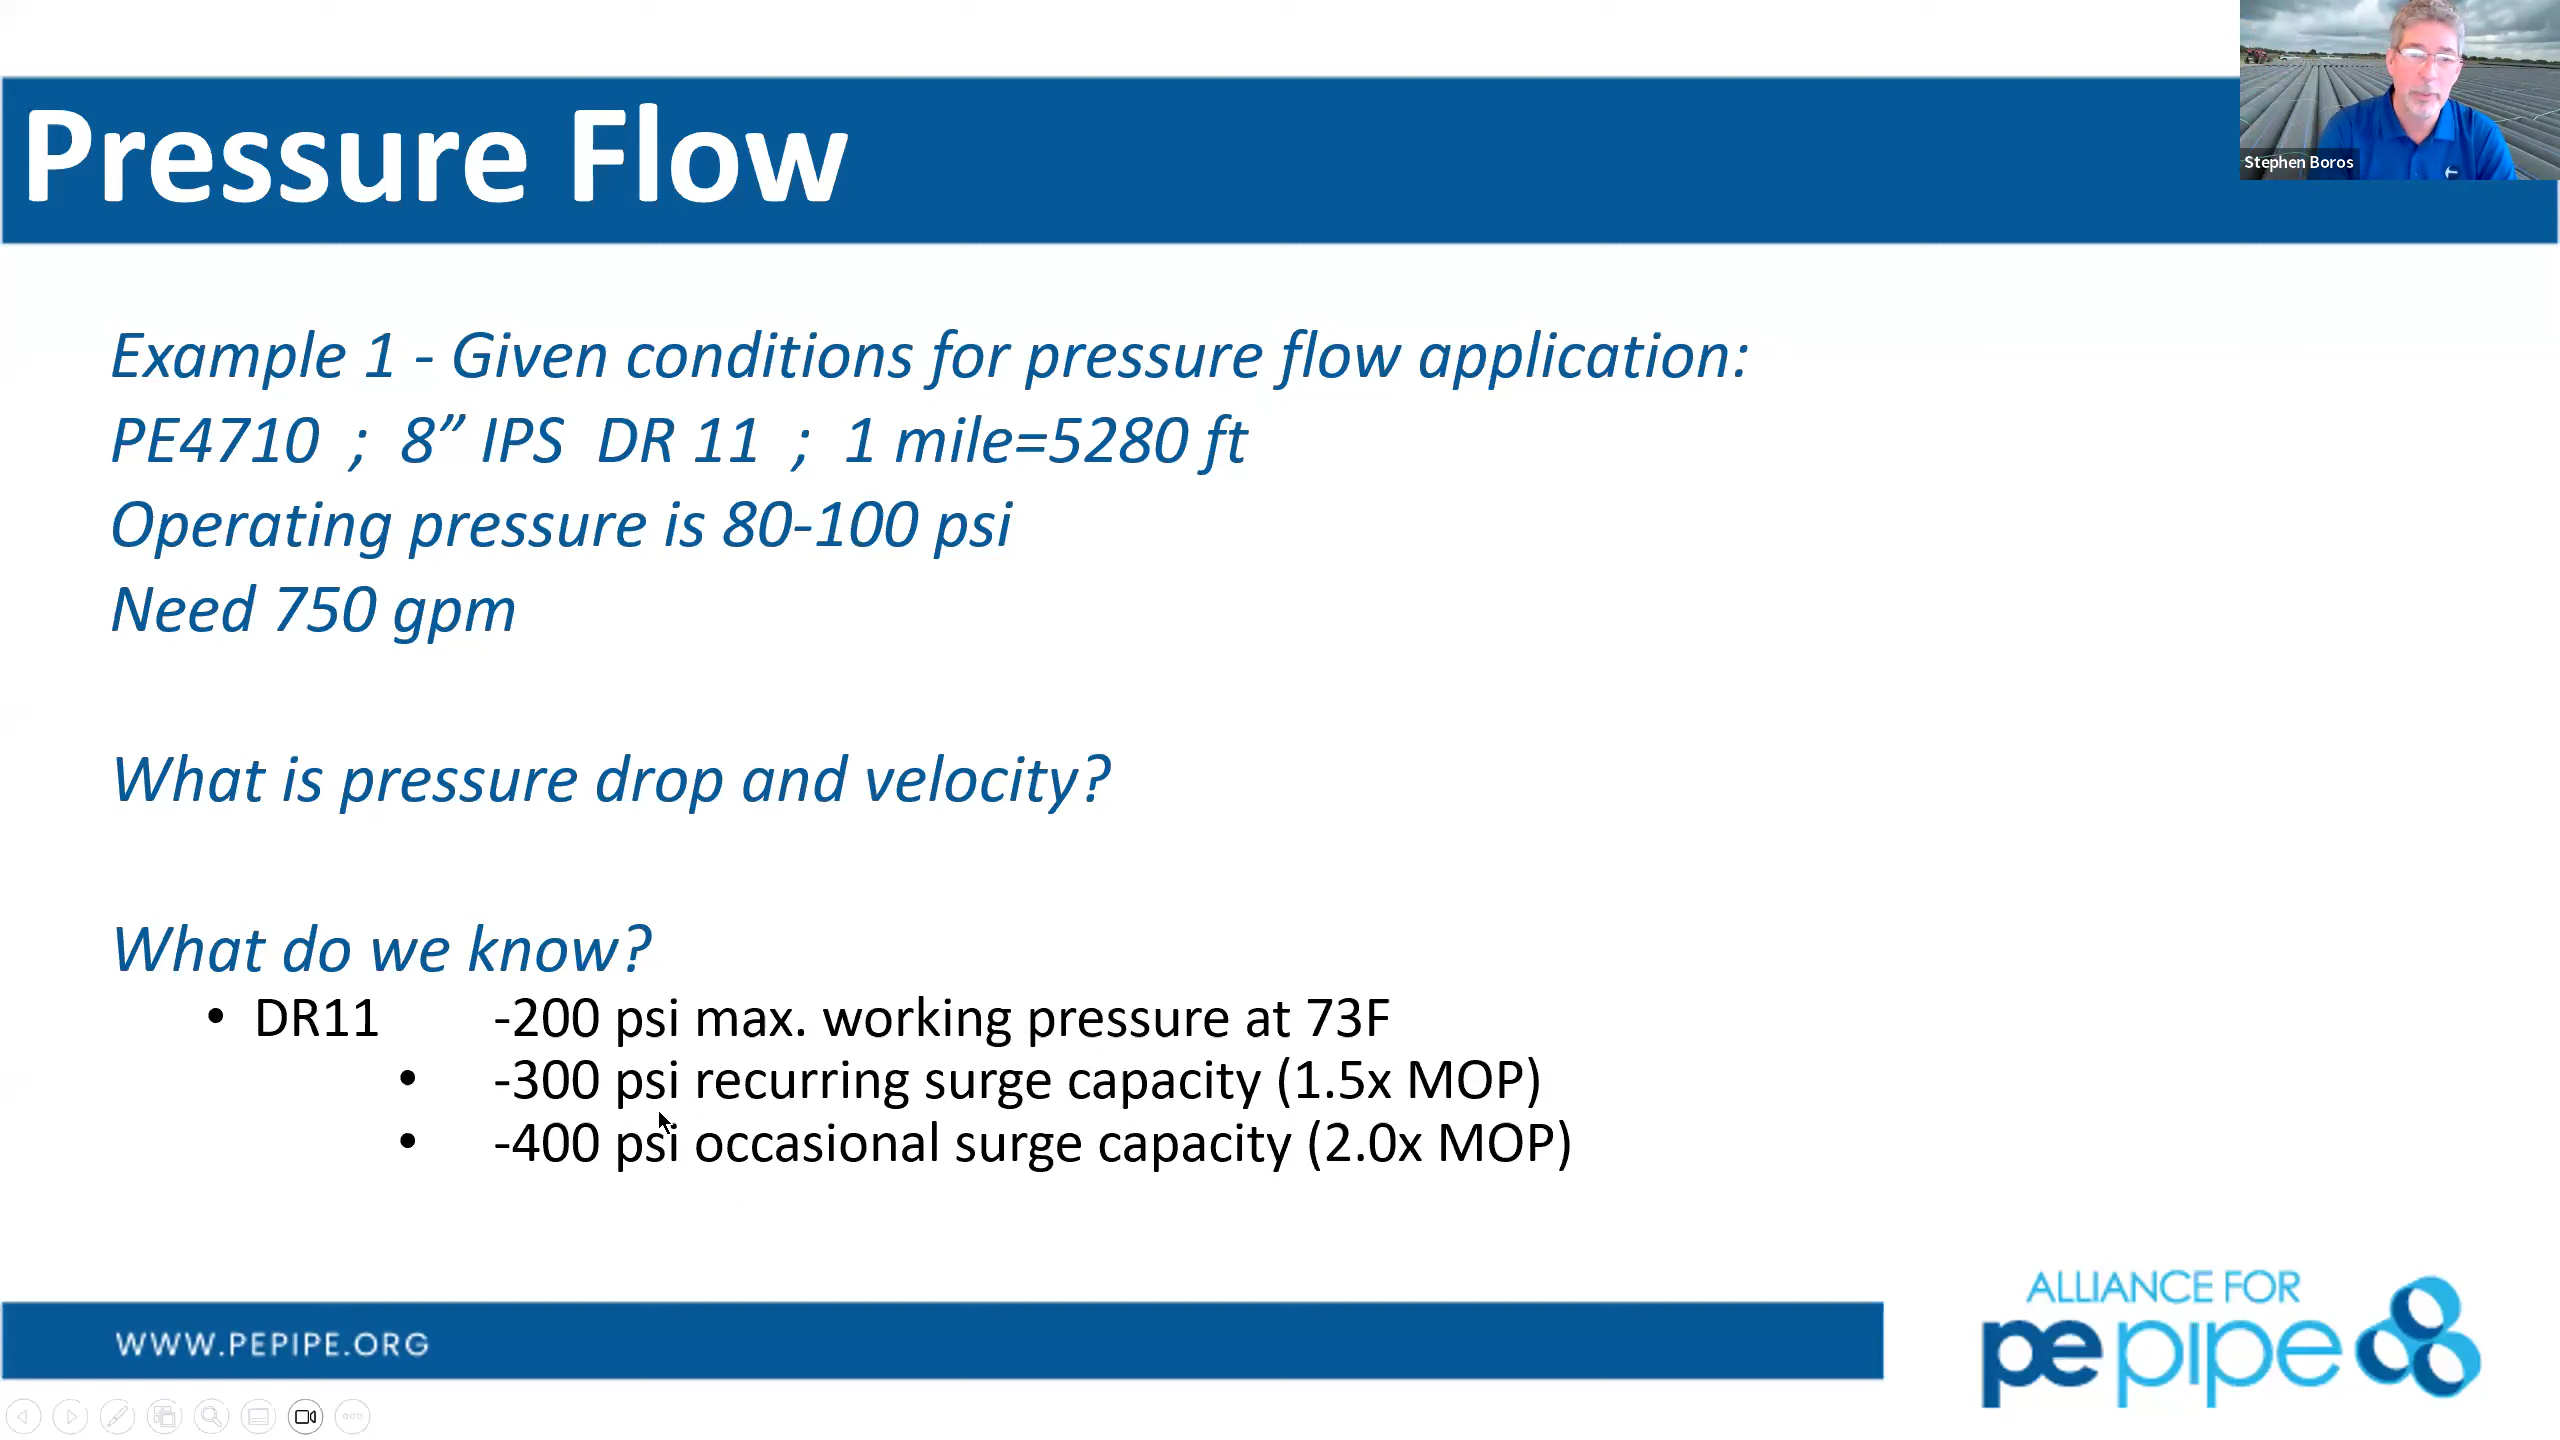 Pressure Flow
Stephen Boros
Example 1 - Given conditions for pressure flow application:
PE4710 ; 8” IPS DR 11 ; 1 mile=5280 ft
Operating pressure is 80-100 psi
Need 750 gpm
What is pressure drop and velocity?
What do we know?
• DR11 -200 psi max. working pressure at 73F
• -300 psi recurring surge capacity (1.5x MOP)
• -400 psi occasional surge capacity (2.0x MOP)
WWW.PEPIPE.ORG
ALLIANCE FOR
pepipe